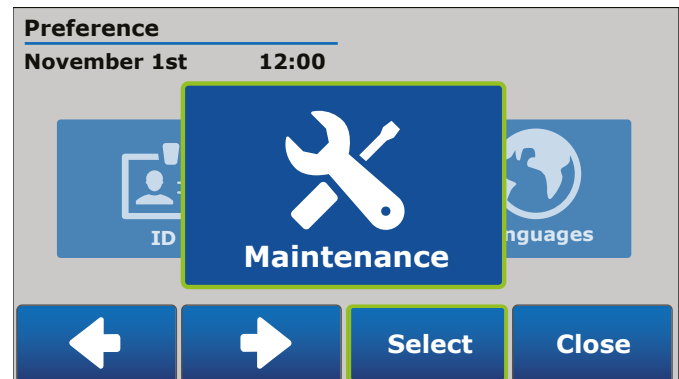 Preference
November 1st 12:00
ID
Maintenance
nguages
Select
Close